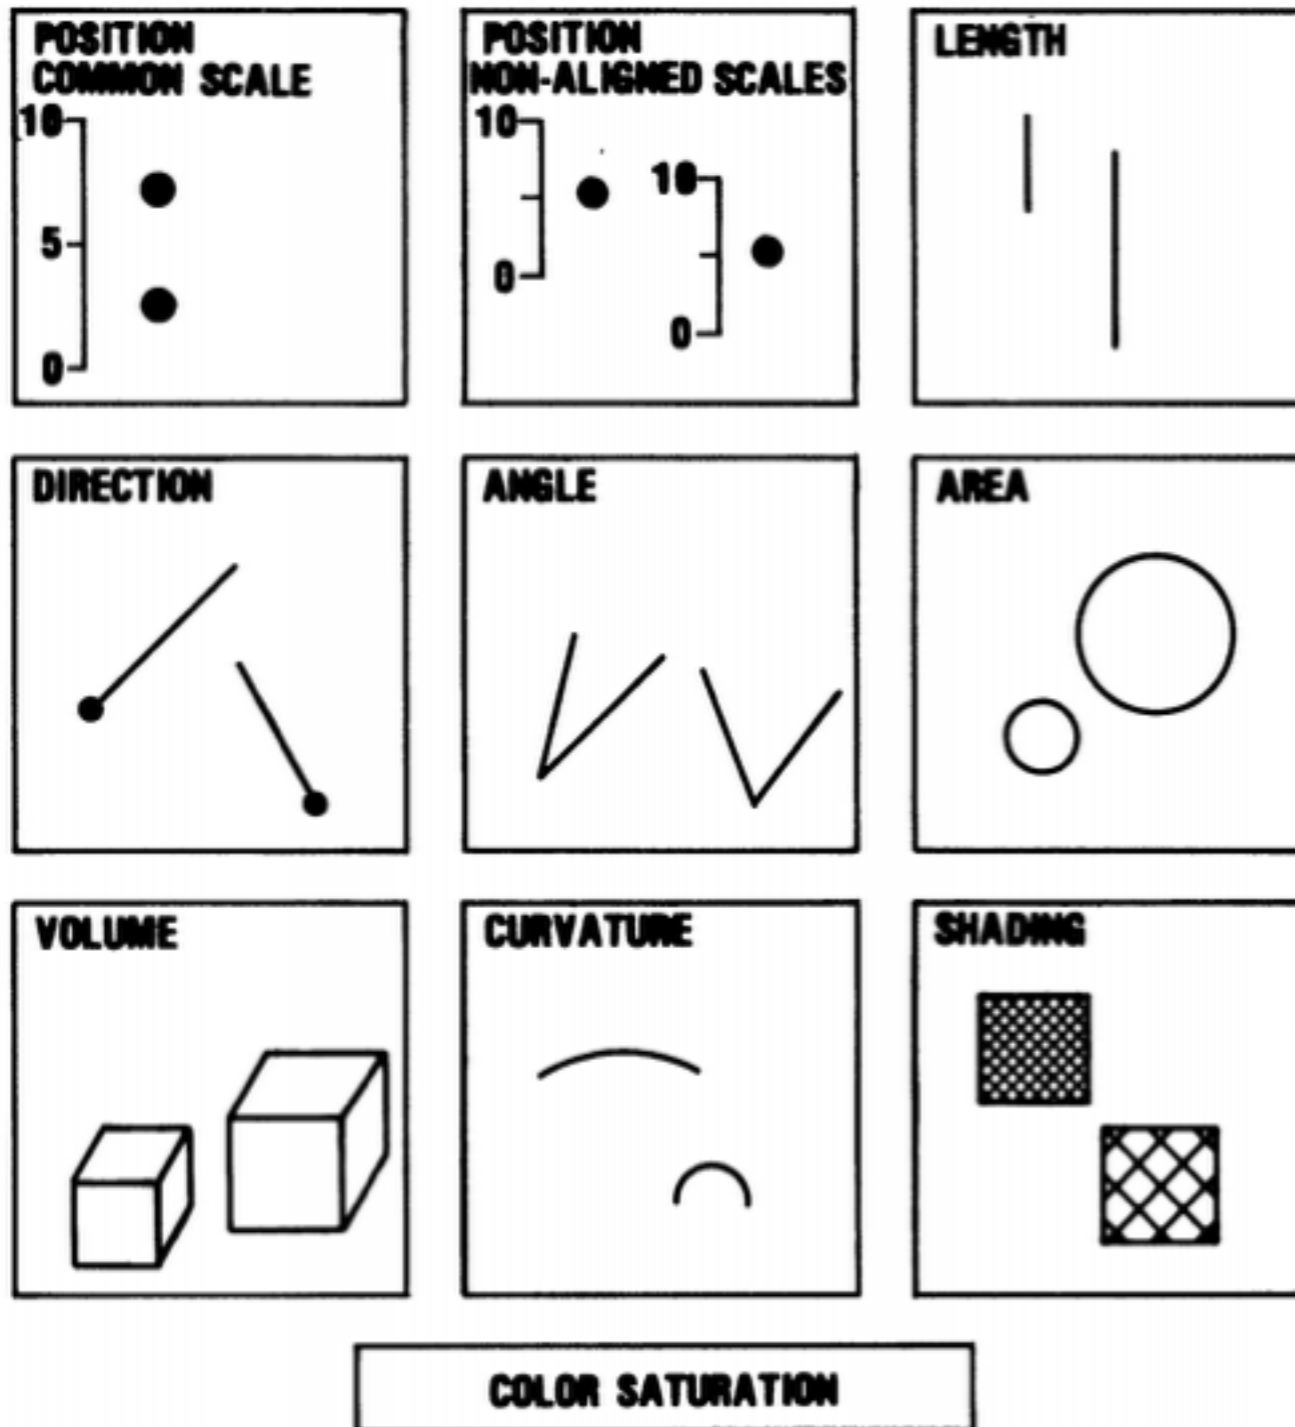 POSITION
COMMON SCALE
10
5
0
POSITION
NON-ALIGNED SCALES
10
0
10
0
LENGTH
DIRECTION
ANGLE
AREA
VOLUME
CURVATURE
SHADING
COLOR SATURATION